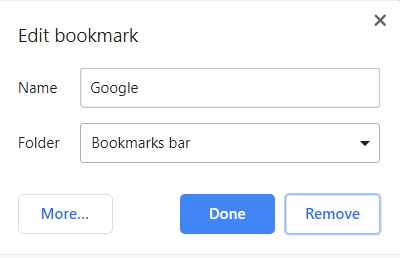 Edit bookmark
Name Google
Folder Bookmarks bar
More... Done Remove